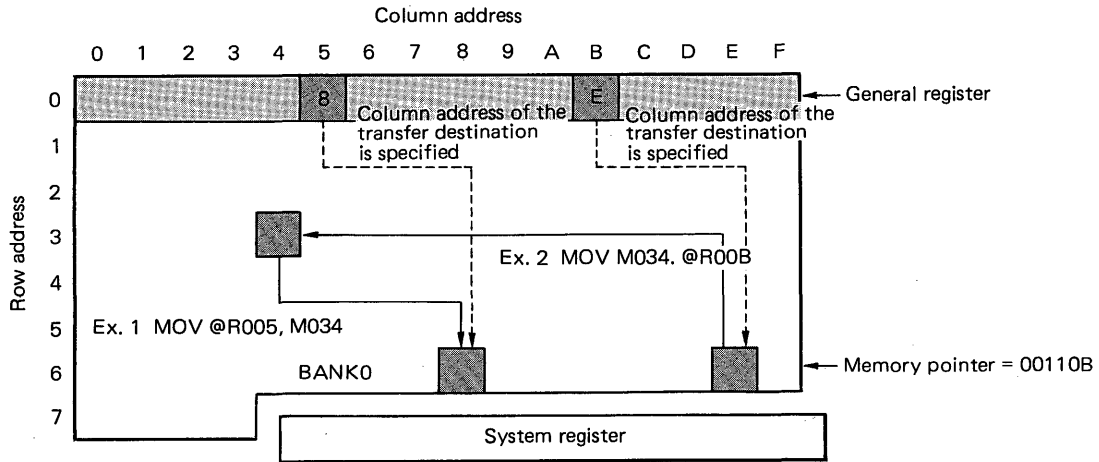 Column address
0 1 2 3 4 5 6 7 8 9 A B C D E F
0 8 E General register
Column address of the transfer destination is specified
Column address of the transfer destination is specified
1
2
3
Ex. 2 MOV M034. @R00B
4
Row address
5 Ex. 1 MOV @R005, M034
6 BANK0 Memory pointer = 00110B
7
System register